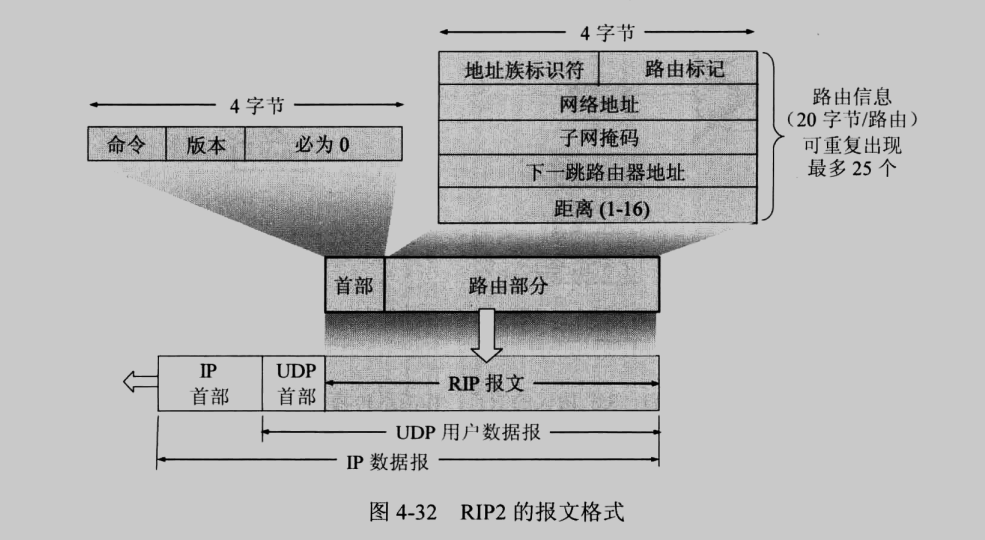 4 字节
地址族标识符 路由标记
网络地址
子网掩码
下一跳路由器地址
距离 (1-16)
路由信息
(20 字节/路由)
可重复出现
最多 25 个
4 字节
命令 版本 必为 0
首部 路由部分
IP
首部
UDP
首部
RIP 报文
UDP 用户数据报
IP 数据报
图 4-32 RIP2 的报文格式